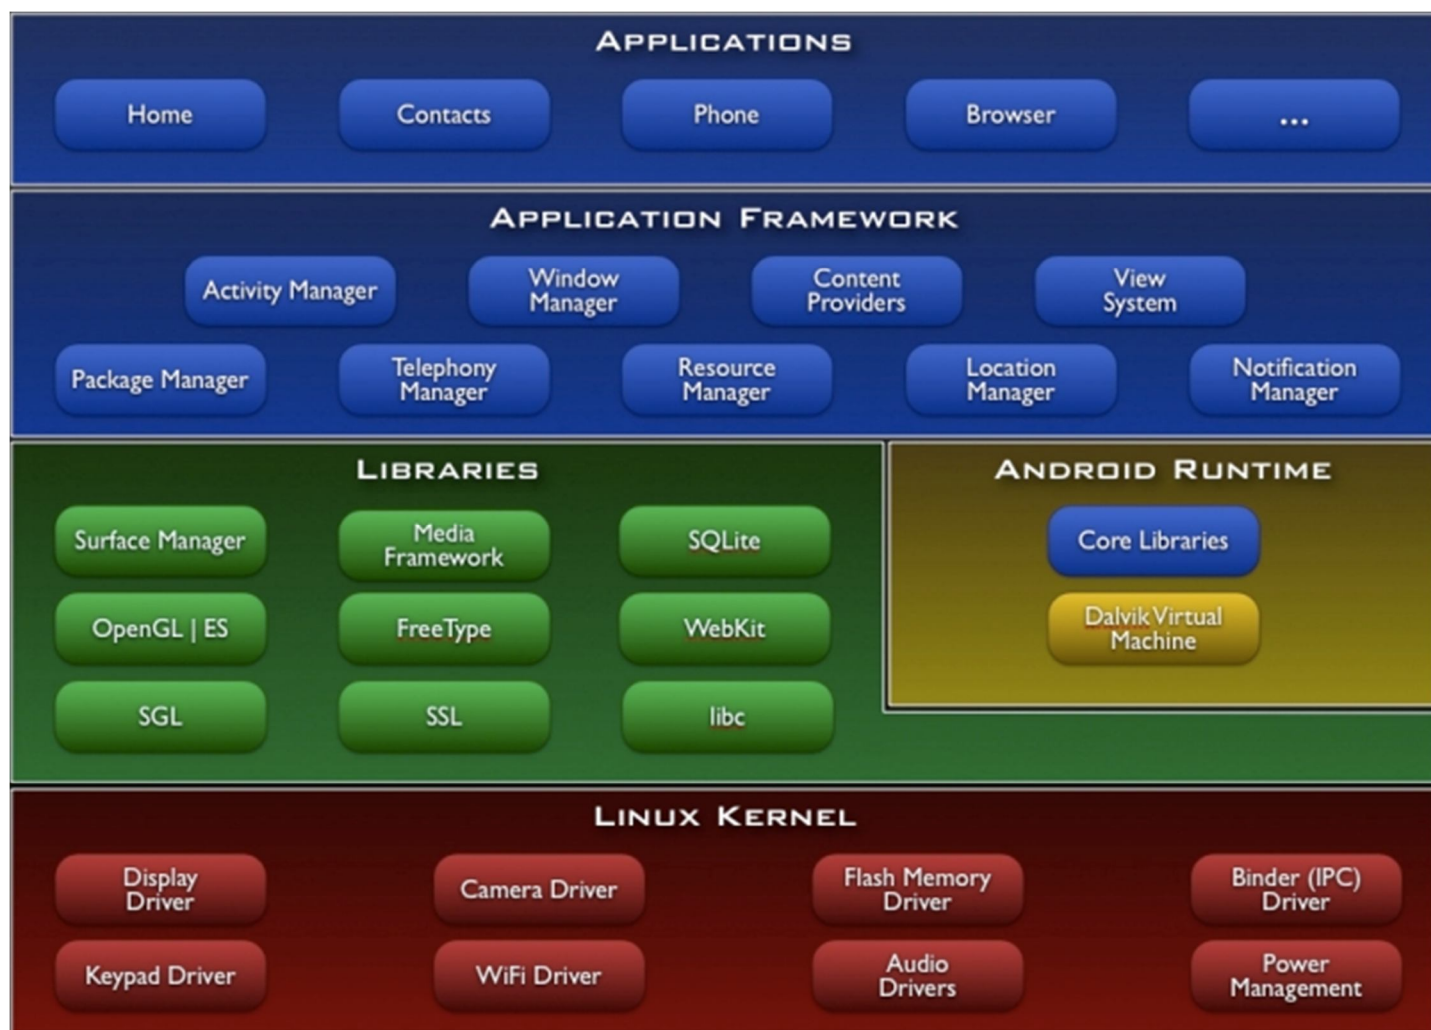 APPLICATIONS
Home
Contacts
Phone
Browser
...
APPLICATION FRAMEWORK
Activity Manager
Window
Manager
Content
Providers
View
System
Package Manager
Telephony
Manager
Resource
Manager
Location
Manager
Notification
Manager
LIBRARIES
Surface Manager
Media
Framework
SQLite
OpenGL | ES
FreeType
WebKit
SGL
SSL
libc
ANDROID RUNTIME
Core Libraries
Dalvik Virtual
Machine
LINUX KERNEL
Display
Driver
Camera Driver
Flash Memory
Driver
Binder (IPC)
Driver
Keypad Driver
WiFi Driver
Audio
Drivers
Power
Management